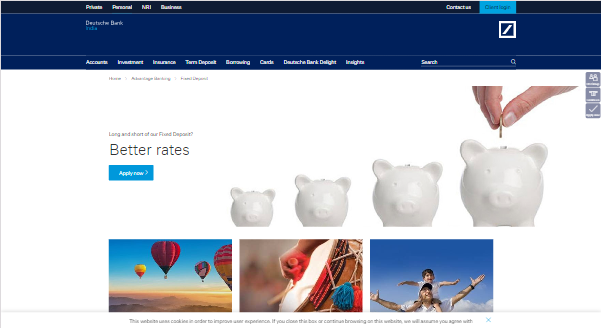 Private Personal NRI Business Contact us Client login
Deutsche Bank
India
Accounts Investment Insurance Term Deposit Borrowing Cards Deutsche Bank Delight Insights Search
Home Advantage Banking Fixed Deposit
Long and short of our Fixed Deposit?
Better rates
Apply now
Apply now
This website uses cookies in order to improve user experience. If you close this box or continue browsing on this website, we will assume you agree with